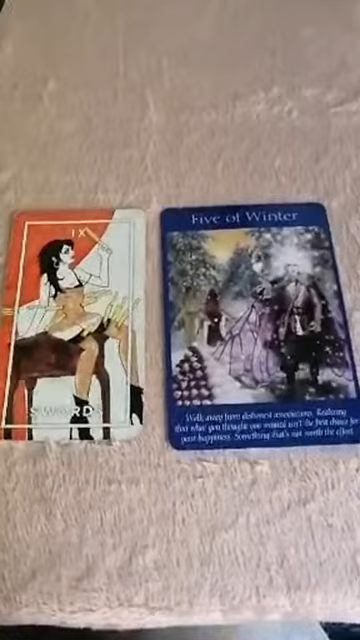 IX
SWORDS
Five of Winter
Walk away from dishonest associations. Realizing
that what you thought you wanted isn't the best choice for
your happiness. Something that's not worth the effort.